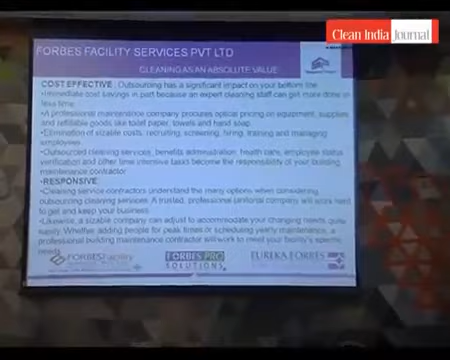 Clean India Journal
FORBES FACILITY SERVICES PVT LTD
CLEANING AS AN ABSOLUTE VALUE
COST EFFECTIVE: Outsourcing has a significant impact on your bottom line
•Immediate cost savings in part because an expert cleaning staff can get more done in
less time.
•A professional maintenance company procures optical pricing on equipment, supplies
and refillable goods like toilet paper, towels and hand soap.
•Elimination of sizable costs, recruiting, screening, hiring, training and managing
employees.
•Outsourced cleaning services, benefits administration, health care, employee status
verification and other time intensive tasks become the responsibility of your building
maintenance contractor.
•RESPONSIVE:
•Cleaning service contractors understand the many options when considering
outsourcing cleaning services. A trusted, professional janitorial company will work hard
to get and keep your business.
•Likewise, a sizable company can adjust to accommodate your changing needs quite
easily. Whether adding people for peak times or scheduling yearly maintenance, a
professional building maintenance contractor will work to meet your facility's specific
needs.
FORBES Facility
FORBES PRO
SOLUTIONS
EUREKA FORBES